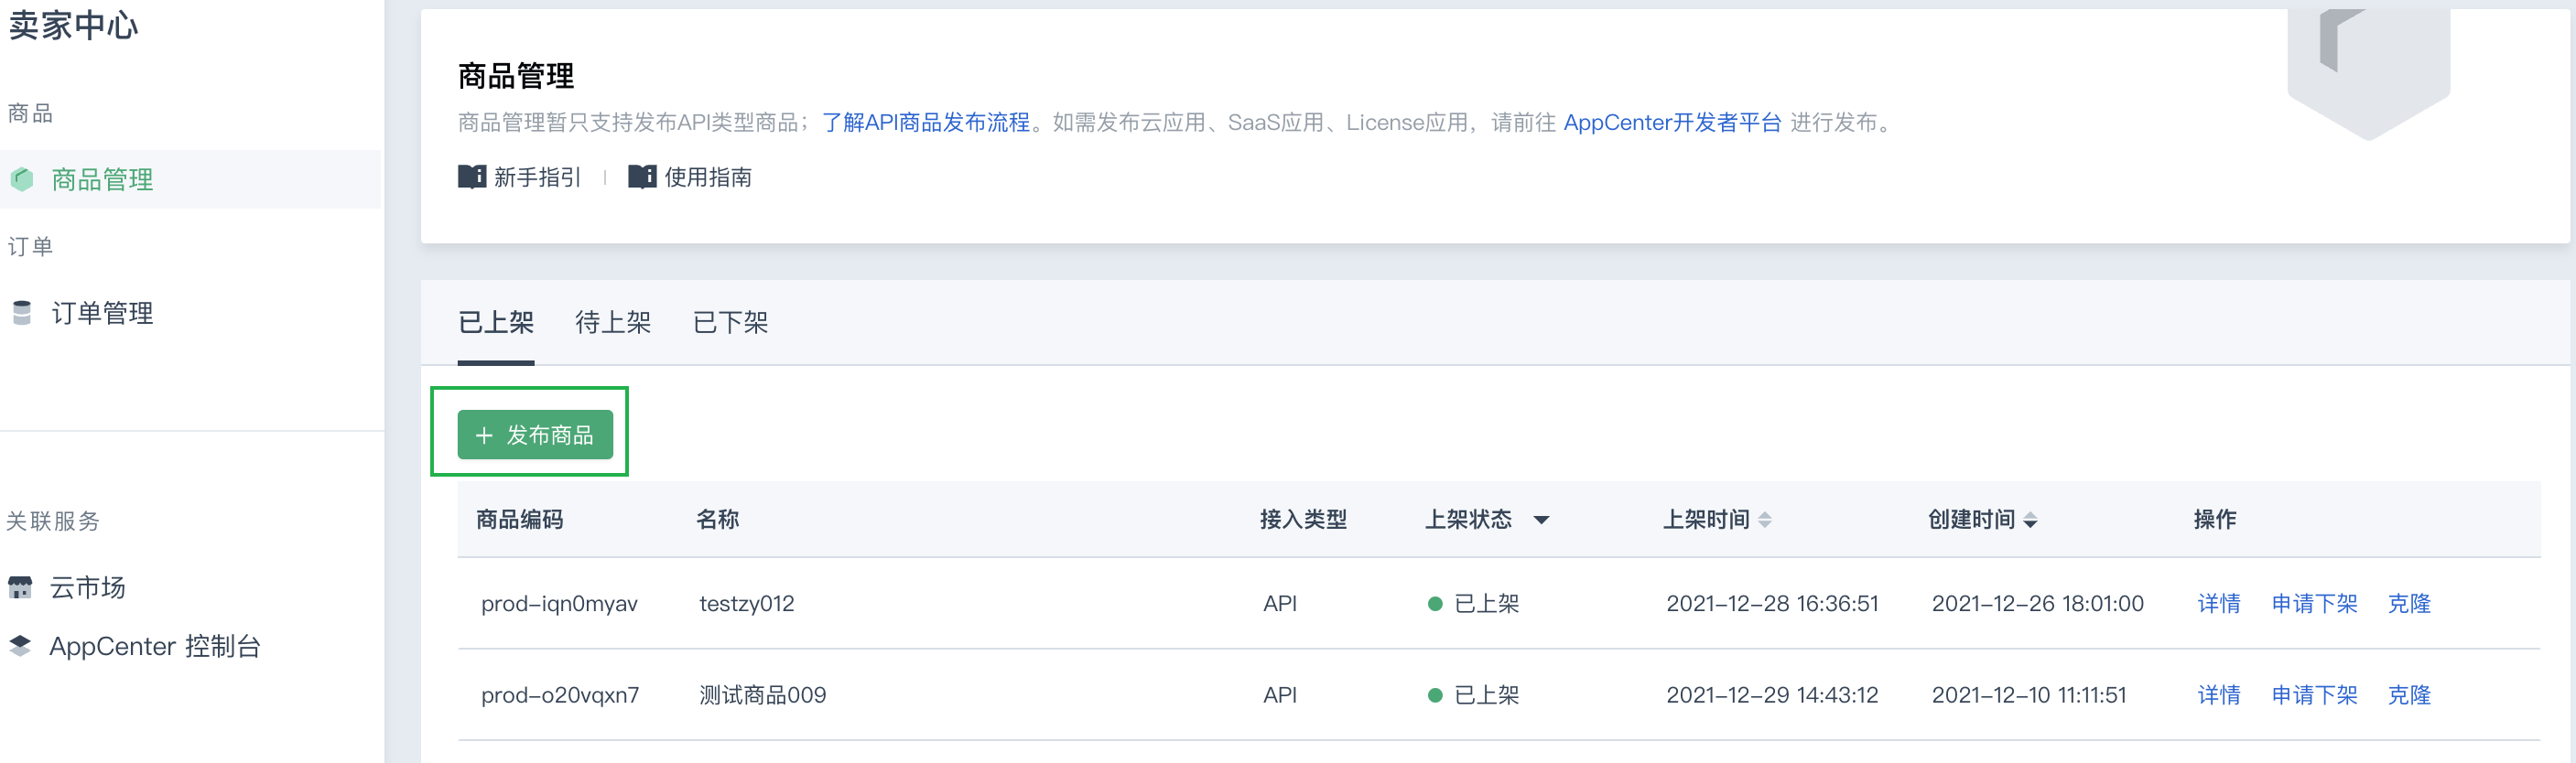 卖家中心
商品
商品管理
订单
订单管理
关联服务
云市场
AppCenter 控制台
商品管理
商品管理暂只支持发布API类型商品；了解API商品发布流程。如需发布云应用、SaaS应用、License应用，请前往 AppCenter开发者平台 进行发布。
新手指引 使用指南
已上架 待上架 已下架
+ 发布商品
商品编码 名称 接入类型 上架状态 上架时间 创建时间 操作
prod-iqn0myav testzy012 API 已上架 2021-12-28 16:36:51 2021-12-26 18:01:00 详情 申请下架 克隆
prod-o20vqxn7 测试商品009 API 已上架 2021-12-29 14:43:12 2021-12-10 11:11:51 详情 申请下架 克隆